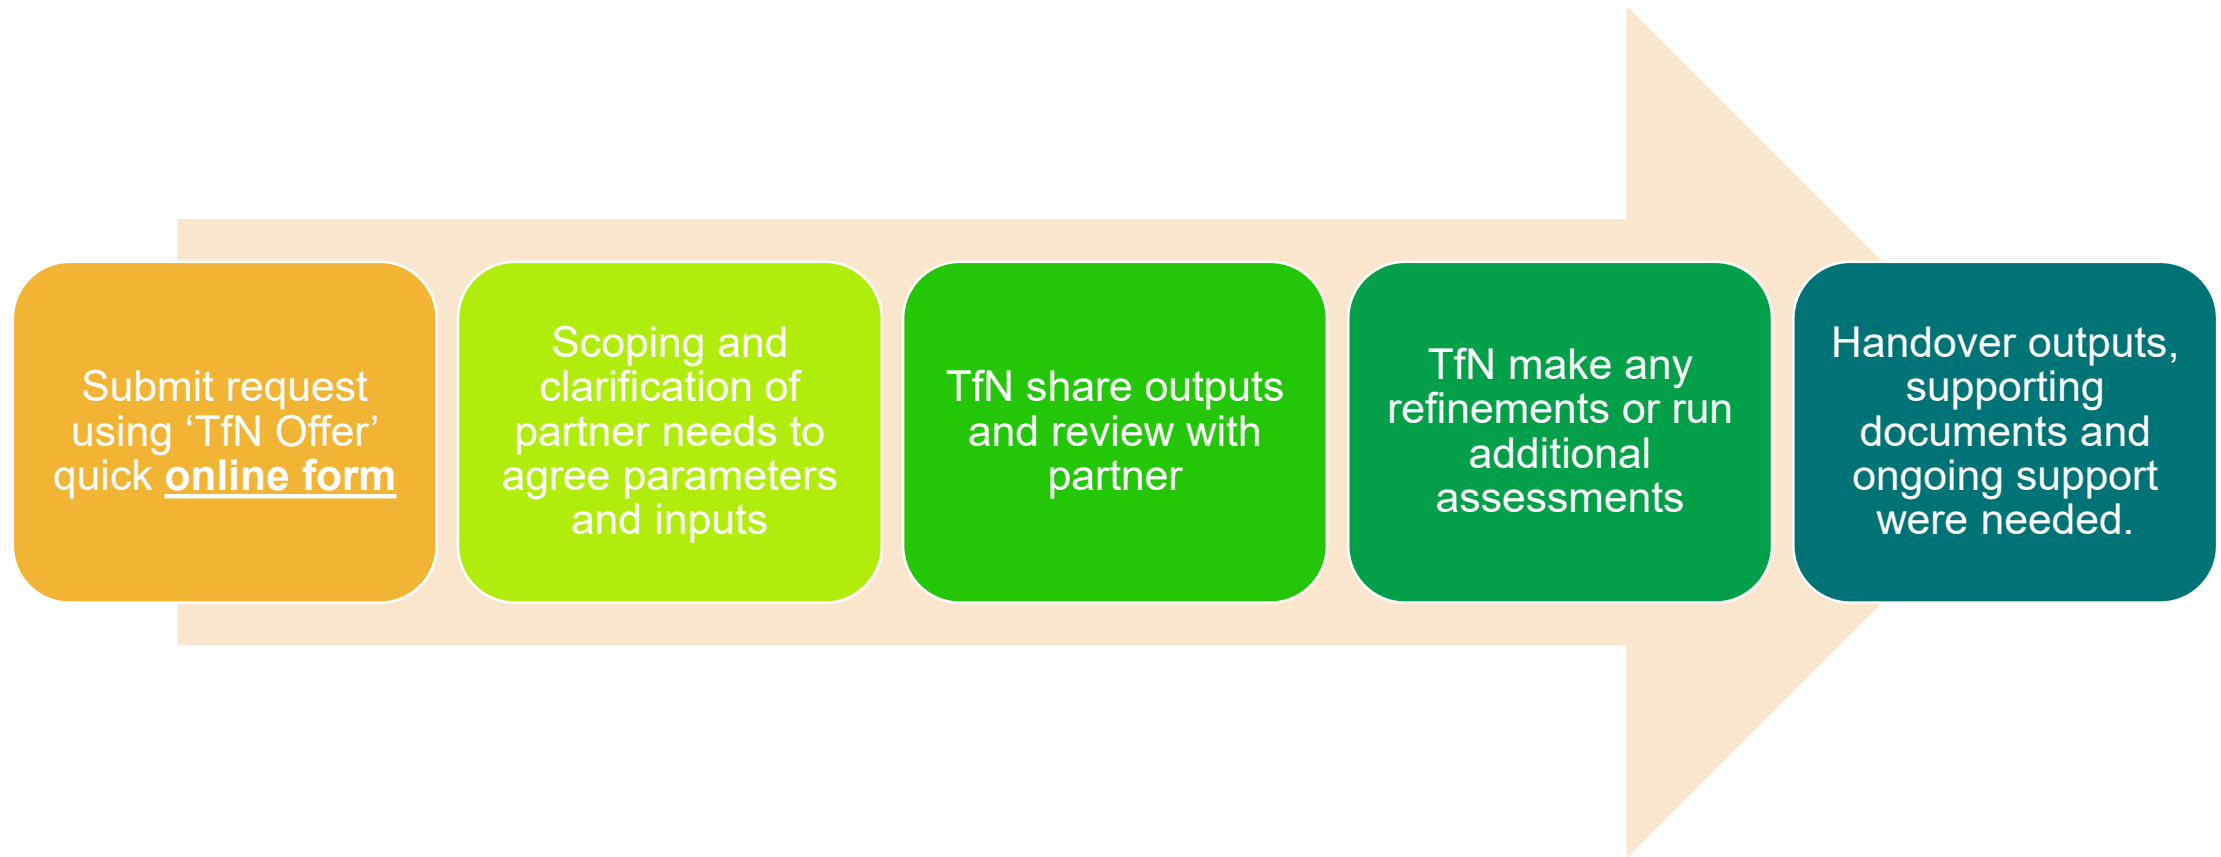 Submit request
using ‘TfN Offer’
quick online form
Scoping and
clarification of
partner needs to
agree parameters
and inputs
TfN share outputs
and review with
partner
TfN make any
refinements or run
additional
assessments
Handover outputs,
supporting
documents and
ongoing support
were needed.